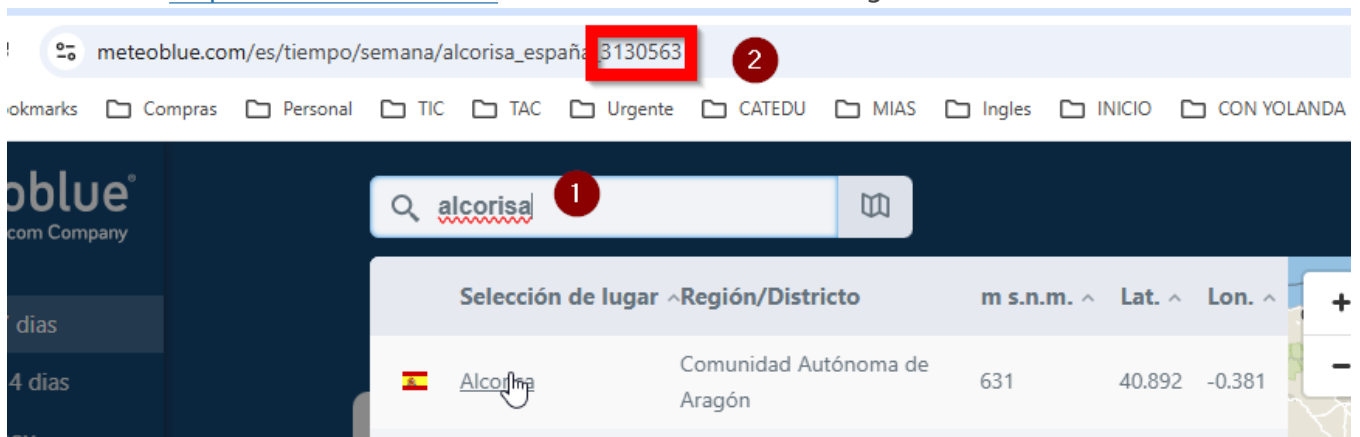 meteoblue.com/es/tiempo/semana/alcorisa_españa_3130563
2
ookmarks Compras Personal TIC TAC Urgente CATEDU MIAS Ingles INICIO CON YOLANDA
oblue®
com Company
alcorisa
1
Selección de lugar Región/Districto m s.n.m. Lat. Lon.
dias
4 dias
Alcorisa Comunidad Autónoma de Aragón 631 40.892 -0.381
+
−